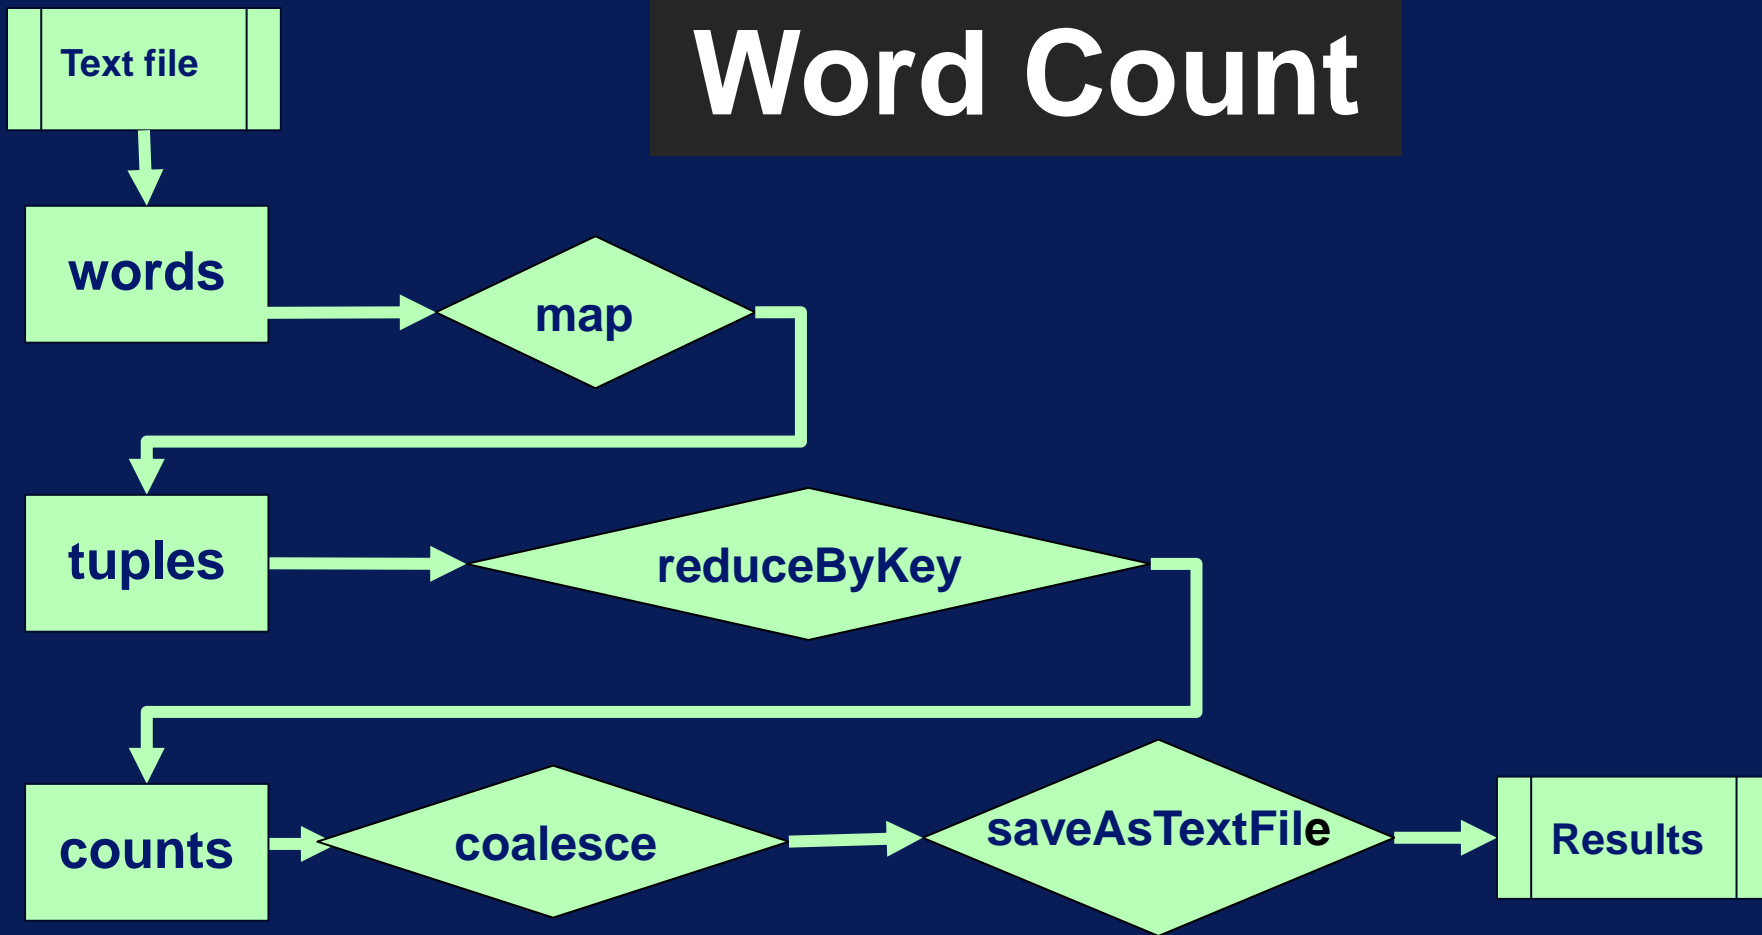 Word Count
Text file
words
map
tuples
reduceByKey
counts
coalesce
saveAsTextFile
Results